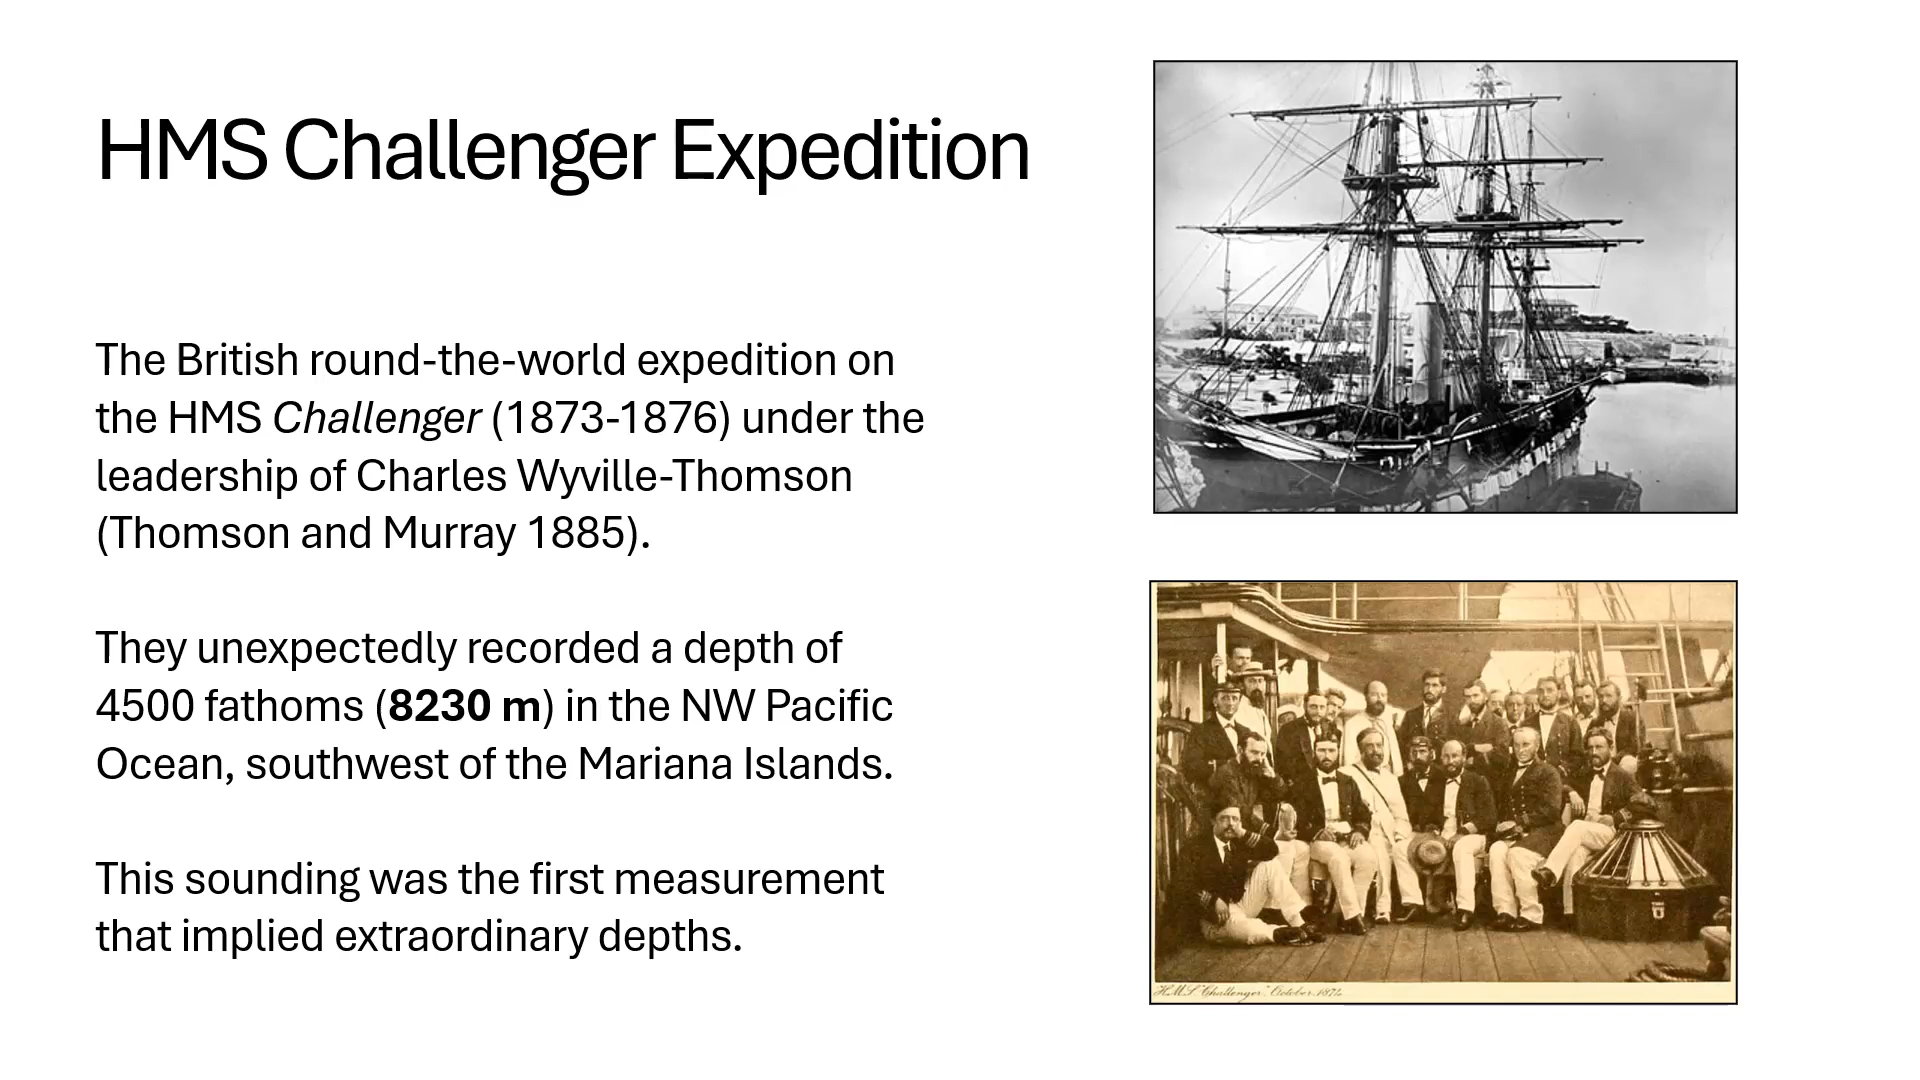 HMS Challenger Expedition
The British round-the-world expedition on
the HMS Challenger (1873-1876) under the
leadership of Charles Wyville-Thomson
(Thomson and Murray 1885).
They unexpectedly recorded a depth of
4500 fathoms (8230 m) in the NW Pacific
Ocean, southwest of the Mariana Islands.
This sounding was the first measurement
that implied extraordinary depths.
H.M.S. "Challenger". October.